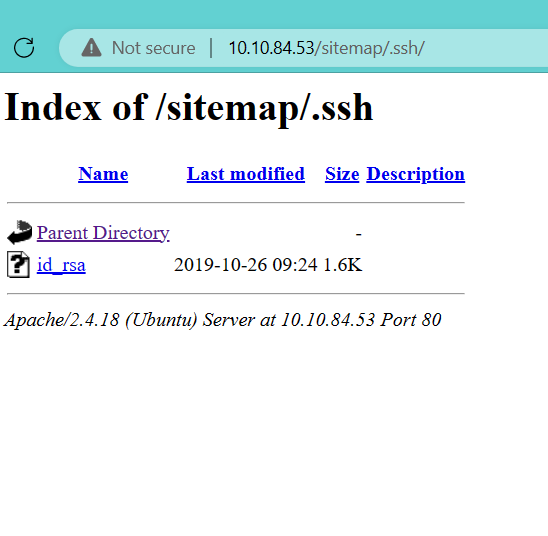 Not secure | 10.10.84.53/sitemap/.ssh/
Index of /sitemap/.ssh
Name Last modified Size Description
Parent Directory -
id_rsa 2019-10-26 09:24 1.6K
Apache/2.4.18 (Ubuntu) Server at 10.10.84.53 Port 80